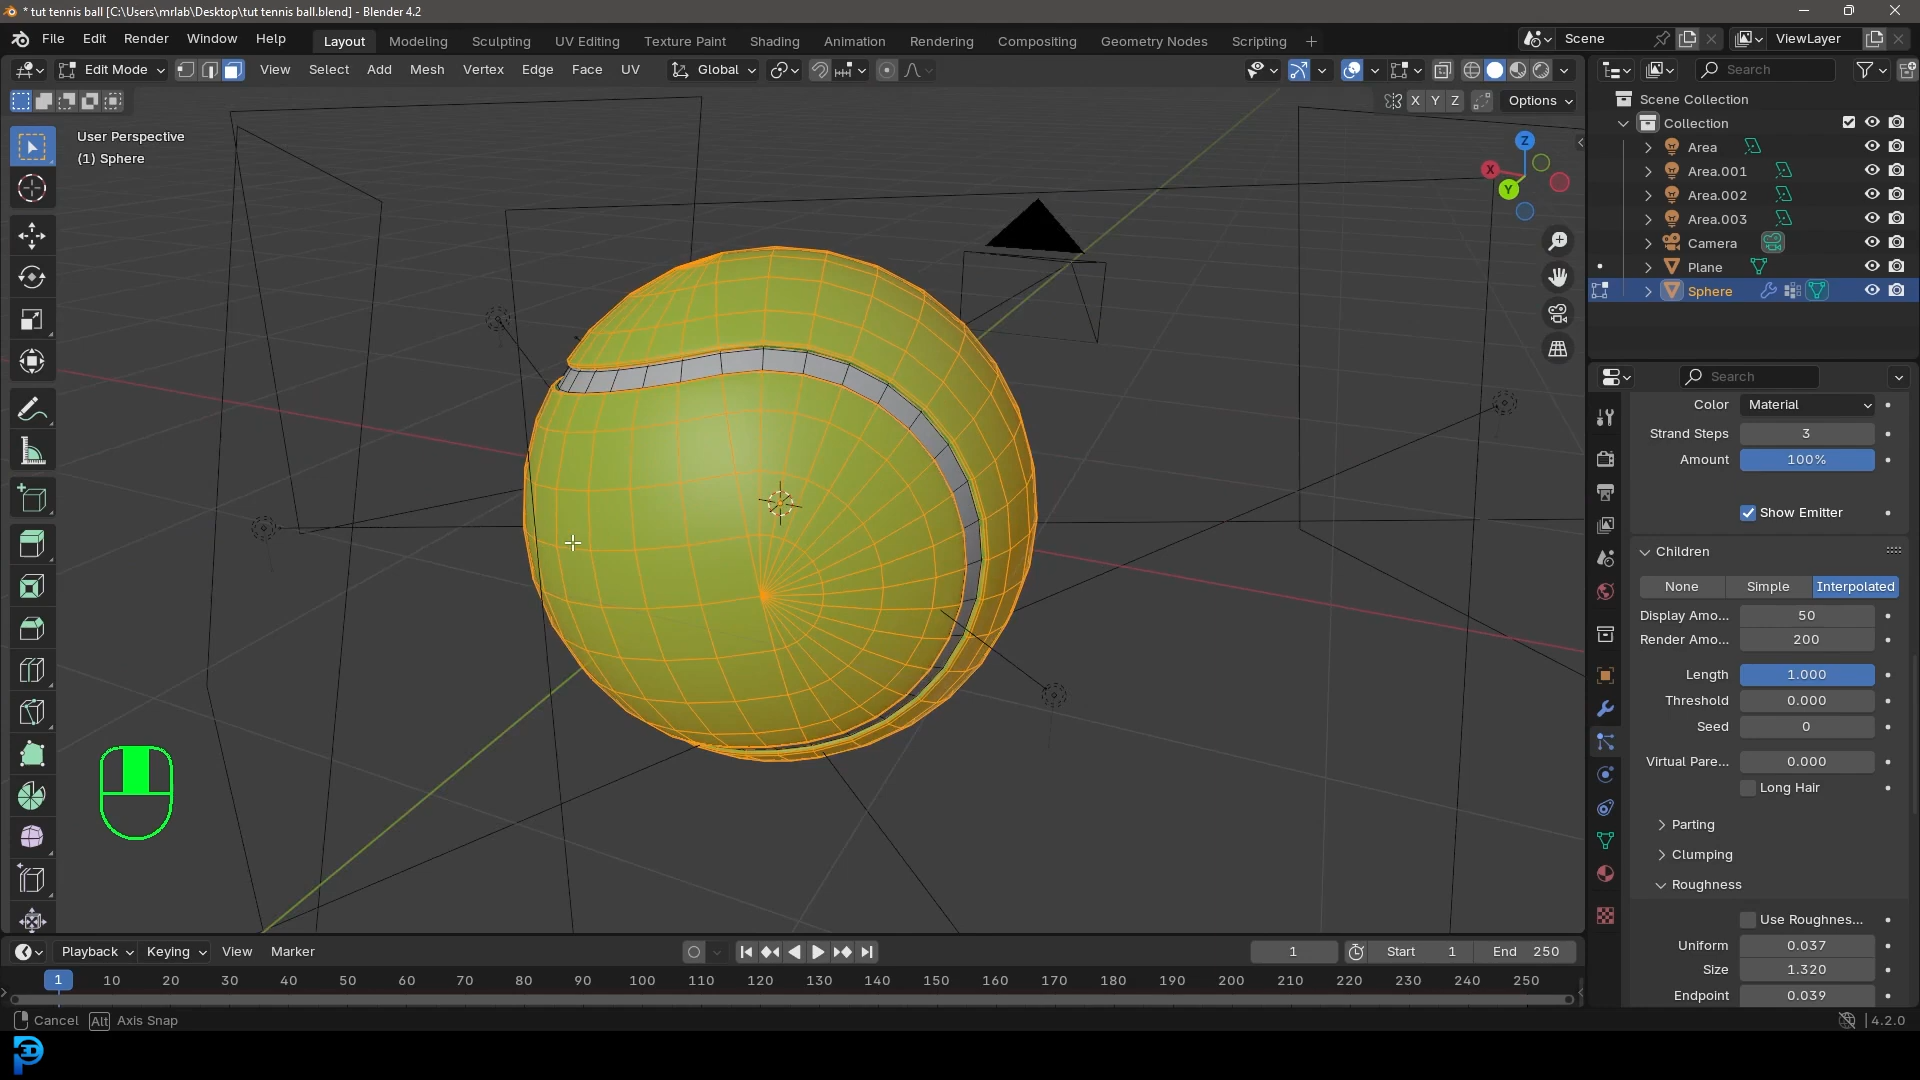 * tut tennis ball [C:\Users\mrlab\Desktop\tut tennis ball.blend] - Blender 4.2
File Edit Render Window Help Layout Modeling Sculpting UV Editing Texture Paint Shading Animation Rendering Compositing Geometry Nodes Scripting + Scene ViewLayer
Edit Mode View Select Add Mesh Vertex Edge Face UV Global Search
X Y Z Options
User Perspective
(1) Sphere
Z
X
Y
Scene Collection
Collection
Area
Area.001
Area.002
Area.003
Camera
Plane
Sphere
Search
Color Material
Strand Steps 3
Amount 100%
Show Emitter
Children
None Simple Interpolated
Display Amo... 50
Render Amo... 200
Length 1.000
Threshold 0.000
Seed 0
Virtual Pare... 0.000
Long Hair
Parting
Clumping
Roughness
Use Roughnes...
Uniform 0.037
Size 1.320
Endpoint 0.039
Playback Keying View Marker 1 Start 1 End 250
1 10 20 30 40 50 60 70 80 90 100 110 120 130 140 150 160 170 180 190 200 210 220 230 240 250
Cancel Alt Axis Snap 4.2.0
3D